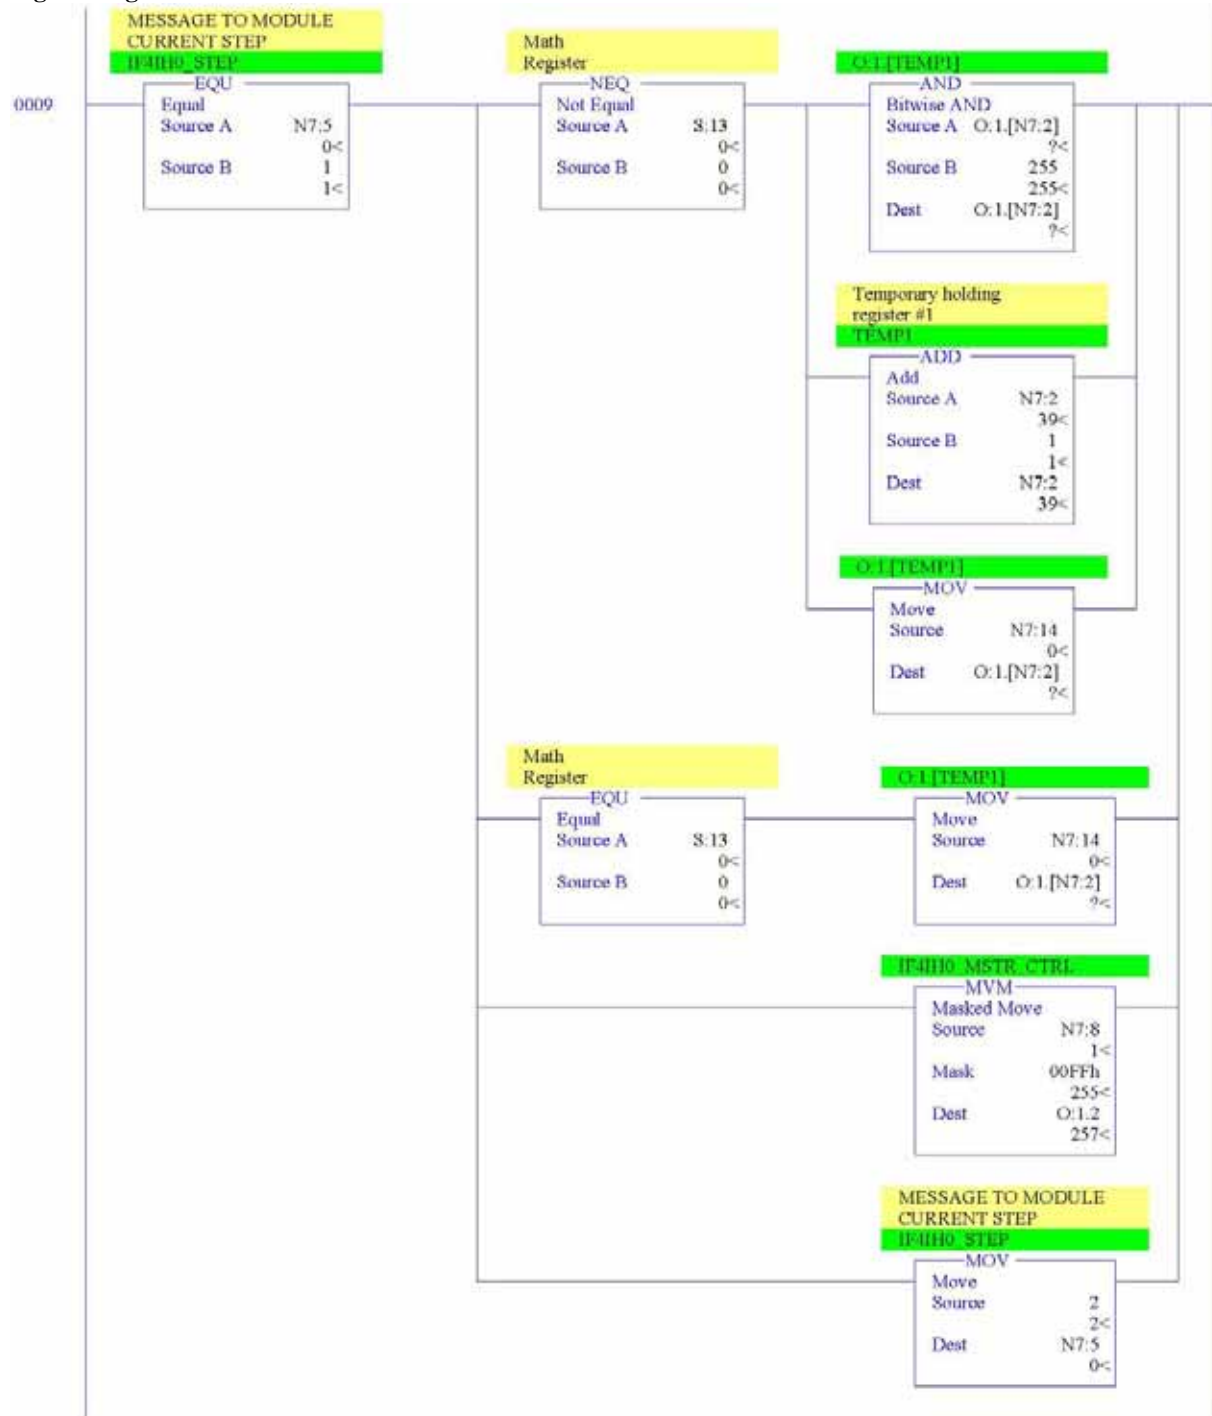 MESSAGE TO MODULE
CURRENT STEP
IF4IH0_STEP
EQU
0009
Equal
Source A N7:5
0<
Source B 1
1<
Math
Register
NEQ
Not Equal
Source A S:13
0<
Source B 0
0<
O:1.[TEMP1]
AND
Bitwise AND
Source A O:1.[N7:2]
?<
Source B 255
255<
Dest O:1.[N7:2]
?<
Temporary holding
register #1
TEMP1
ADD
Add
Source A N7:2
39<
Source B 1
1<
Dest N7:2
39<
O:1.[TEMP1]
MOV
Move
Source N7:14
0<
Dest O:1.[N7:2]
?<
Math
Register
EQU
Equal
Source A S:13
0<
Source B 0
0<
O:1.[TEMP1]
MOV
Move
Source N7:14
0<
Dest O:1.[N7:2]
?<
IF4IH0_MSTR_CTRL
MVM
Masked Move
Source N7:8
1<
Mask 00FFh
255<
Dest O:1.2
257<
MESSAGE TO MODULE
CURRENT STEP
IF4IH0_STEP
MOV
Move
Source 2
2<
Dest N7:5
0<